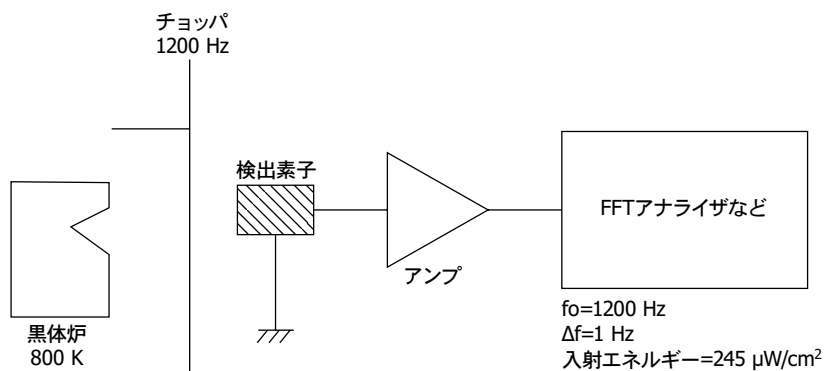 チョッパ
1200 Hz
検出素子
アンプ
FFTアナライザなど
黒体炉
800 K
fo=1200 Hz
Δf=1 Hz
入射エネルギー=245 μW/cm²